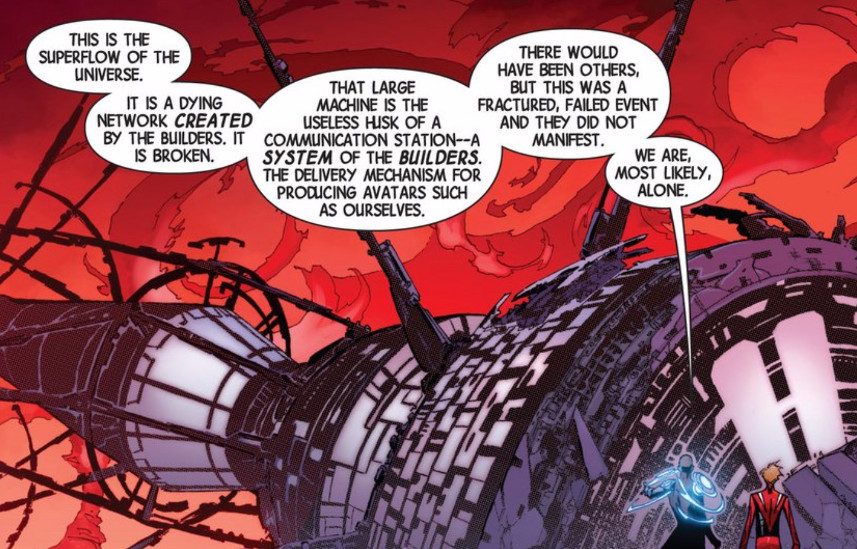 THIS IS THE
SUPERFLOW OF THE
UNIVERSE.
IT IS A DYING
NETWORK CREATED
BY THE BUILDERS. IT
IS BROKEN.
THAT LARGE
MACHINE IS THE
USELESS HUSK OF A
COMMUNICATION STATION--A
SYSTEM OF THE BUILDERS.
THE DELIVERY MECHANISM FOR
PRODUCING AVATARS SUCH
AS OURSELVES.
THERE WOULD
HAVE BEEN OTHERS,
BUT THIS WAS A
FRACTURED, FAILED EVENT
AND THEY DID NOT
MANIFEST.
WE ARE,
MOST LIKELY,
ALONE.